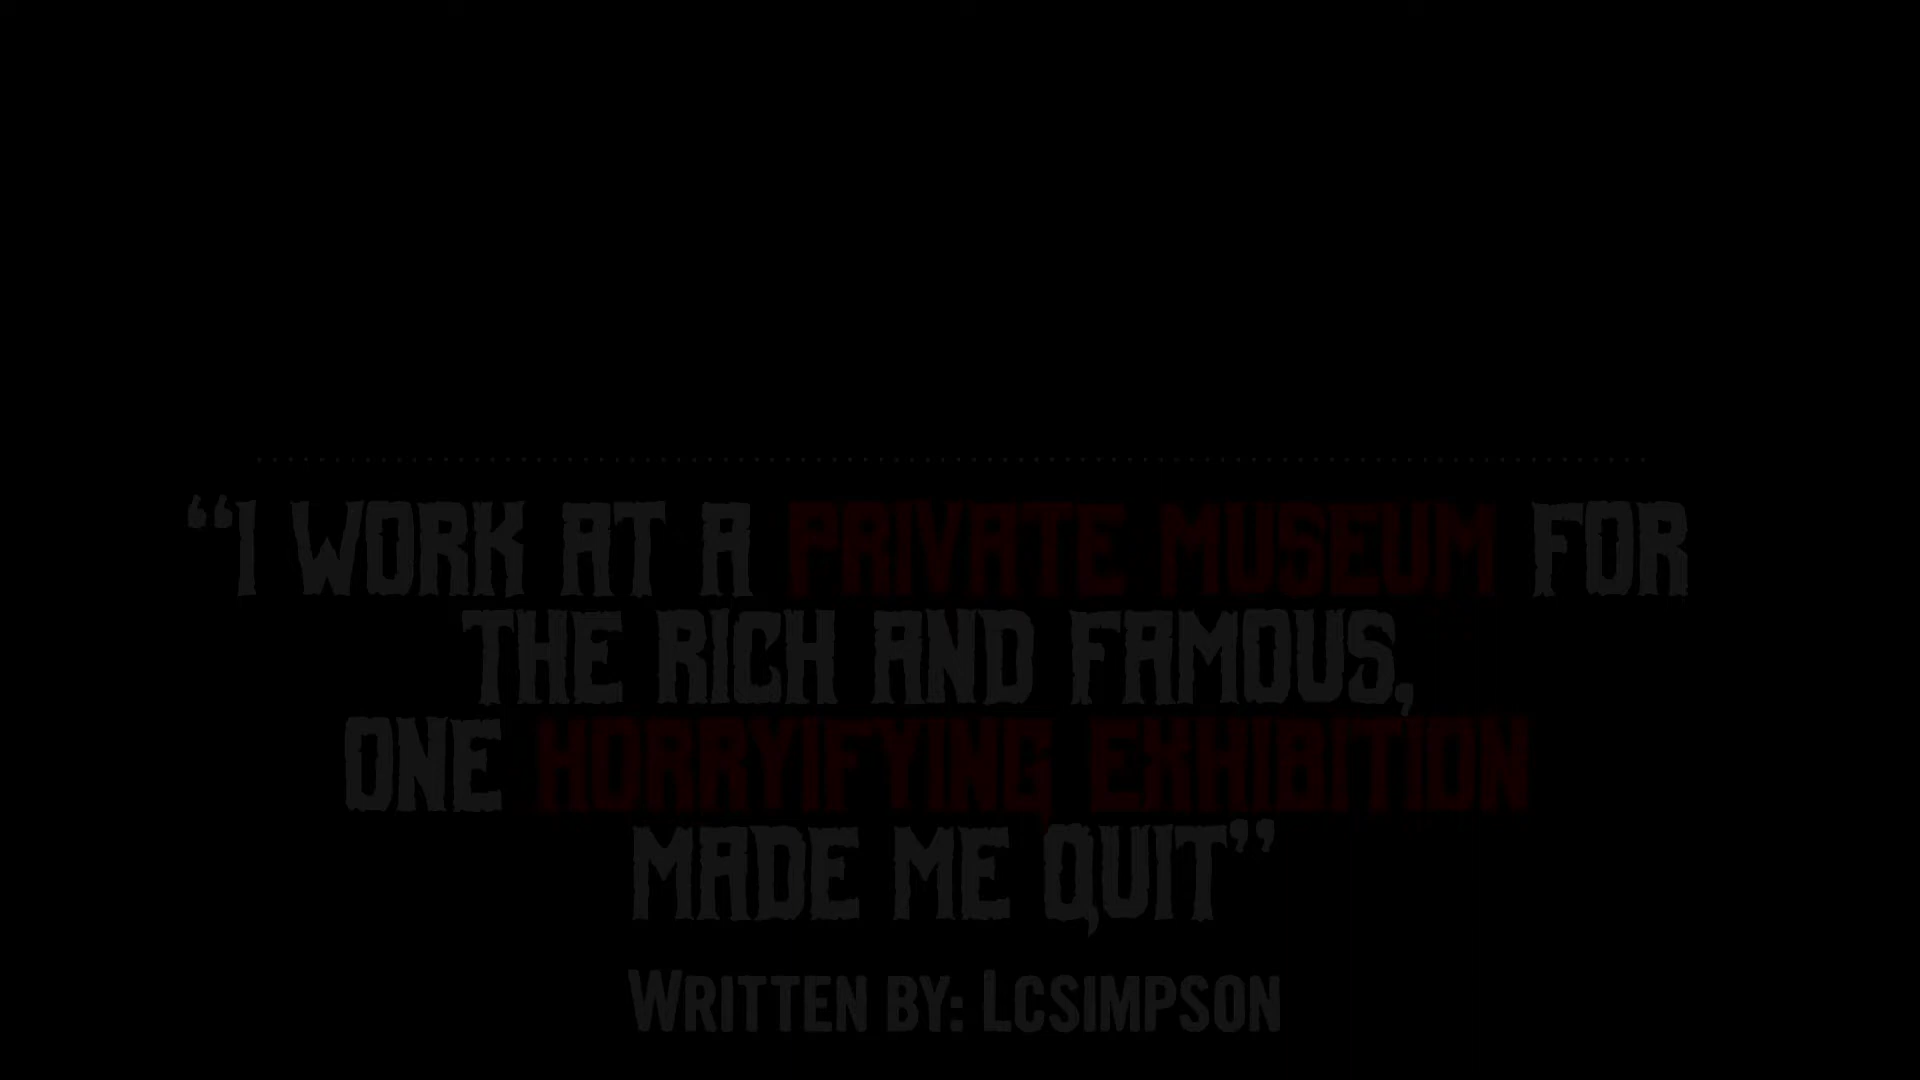 “I WORK AT A PRIVATE MUSEUM FOR
THE RICH AND FAMOUS,
ONE HORRYIFYING EXHIBITION
MADE ME QUIT”
WRITTEN BY: LCSIMPSON